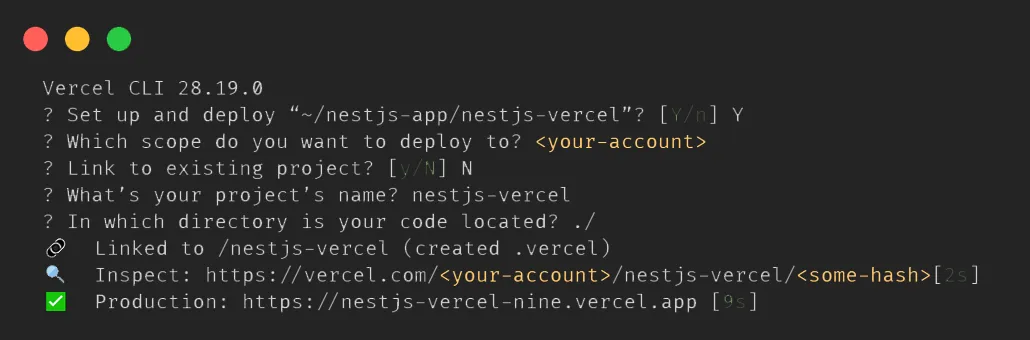 Vercel CLI 28.19.0
? Set up and deploy “~/nestjs-app/nestjs-vercel”? [Y/n] Y
? Which scope do you want to deploy to? <your-account>
? Link to existing project? [y/N] N
? What’s your project’s name? nestjs-vercel
? In which directory is your code located? ./
🔗 Linked to /nestjs-vercel (created .vercel)
🔍 Inspect: https://vercel.com/<your-account>/nestjs-vercel/<some-hash>[2s]
✅ Production: https://nestjs-vercel-nine.vercel.app [9s]